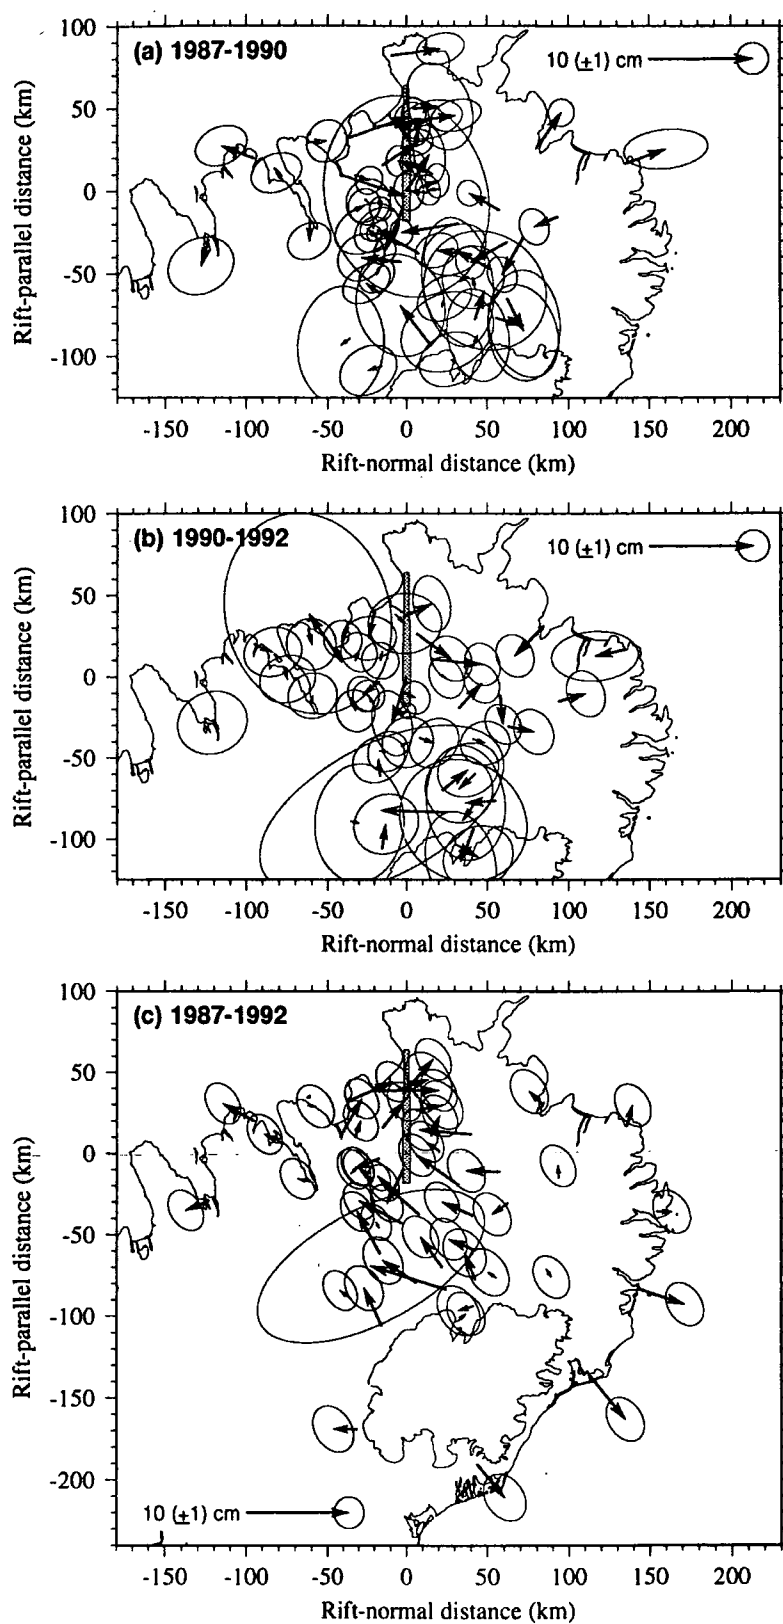 (a) 1987-1990
10 (±1) cm
100
50
0
-50
-100
Rift-parallel distance (km)
-150 -100 -50 0 50 100 150 200
Rift-normal distance (km)
(b) 1990-1992
10 (±1) cm
100
50
0
-50
-100
Rift-parallel distance (km)
-150 -100 -50 0 50 100 150 200
Rift-normal distance (km)
(c) 1987-1992
100
50
0
-50
-100
-150
-200
Rift-parallel distance (km)
10 (±1) cm
-150 -100 -50 0 50 100 150 200
Rift-normal distance (km)